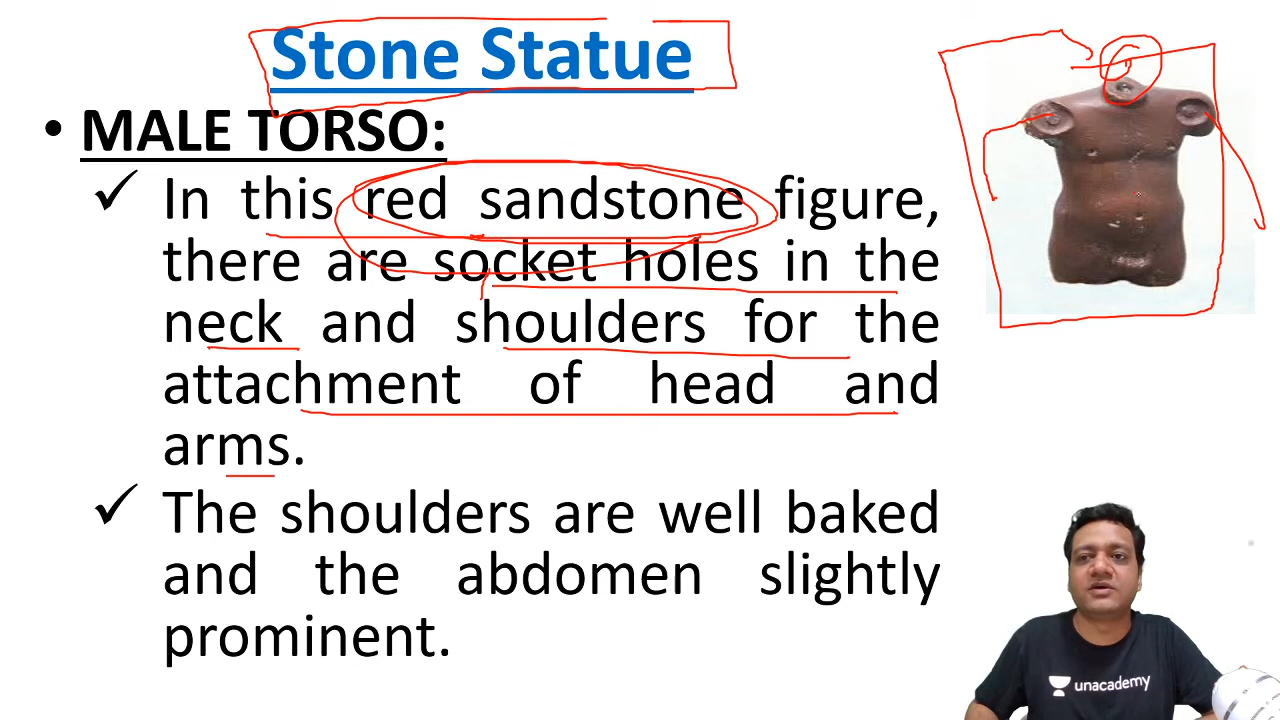 Stone Statue
• MALE TORSO:
✓ In this red sandstone figure,
there are socket holes in the
neck and shoulders for the
attachment of head and
arms.
✓ The shoulders are well baked
and the abdomen slightly
prominent.
unacademy